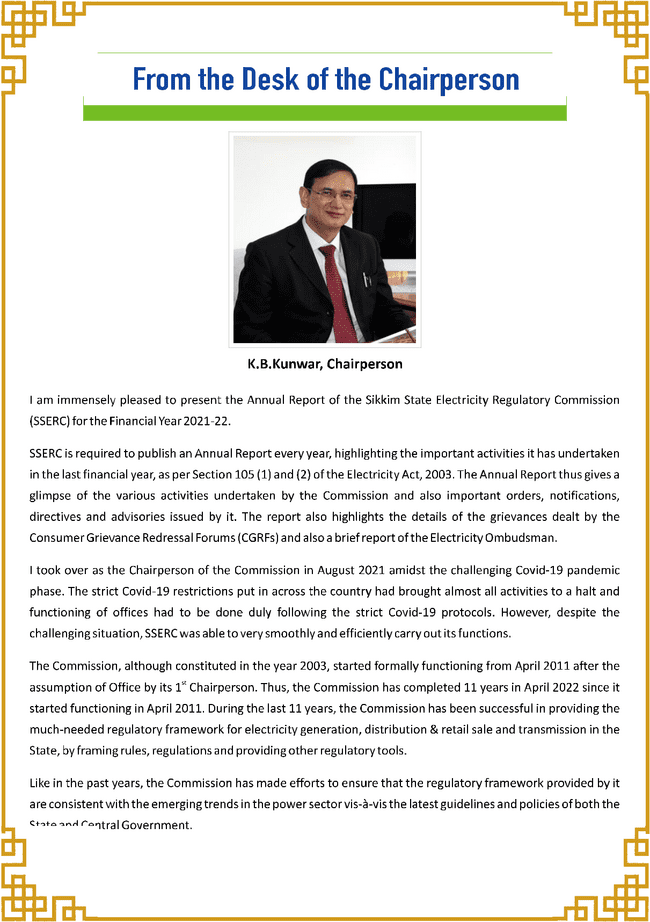 From the Desk of the Chairperson
K.B.Kunwar, Chairperson
I am immensely pleased to present the Annual Report of the Sikkim State Electricity Regulatory Commission
(SSERC) for the Financial Year 2021-22.
SSERC is required to publish an Annual Report every year, highlighting the important activities it has undertaken
in the last financial year, as per Section 105 (1) and (2) of the Electricity Act, 2003. The Annual Report thus gives a
glimpse of the various activities undertaken by the Commission and also important orders, notifications,
directives and advisories issued by it. The report also highlights the details of the grievances dealt by the
Consumer Grievance Redressal Forums (CGRFs) and also a brief report of the Electricity Ombudsman.
I took over as the Chairperson of the Commission in August 2021 amidst the challenging Covid-19 pandemic
phase. The strict Covid-19 restrictions put in across the country had brought almost all activities to a halt and
functioning of offices had to be done duly following the strict Covid-19 protocols. However, despite the
challenging situation, SSERC was able to very smoothly and efficiently carry out its functions.
The Commission, although constituted in the year 2003, started formally functioning from April 2011 after the
assumption of Office by its 1st Chairperson. Thus, the Commission has completed 11 years in April 2022 since it
started functioning in April 2011. During the last 11 years, the Commission has been successful in providing the
much-needed regulatory framework for electricity generation, distribution & retail sale and transmission in the
State, by framing rules, regulations and providing other regulatory tools.
Like in the past years, the Commission has made efforts to ensure that the regulatory framework provided by it
are consistent with the emerging trends in the power sector vis-à-vis the latest guidelines and policies of both the
State and Central Government.